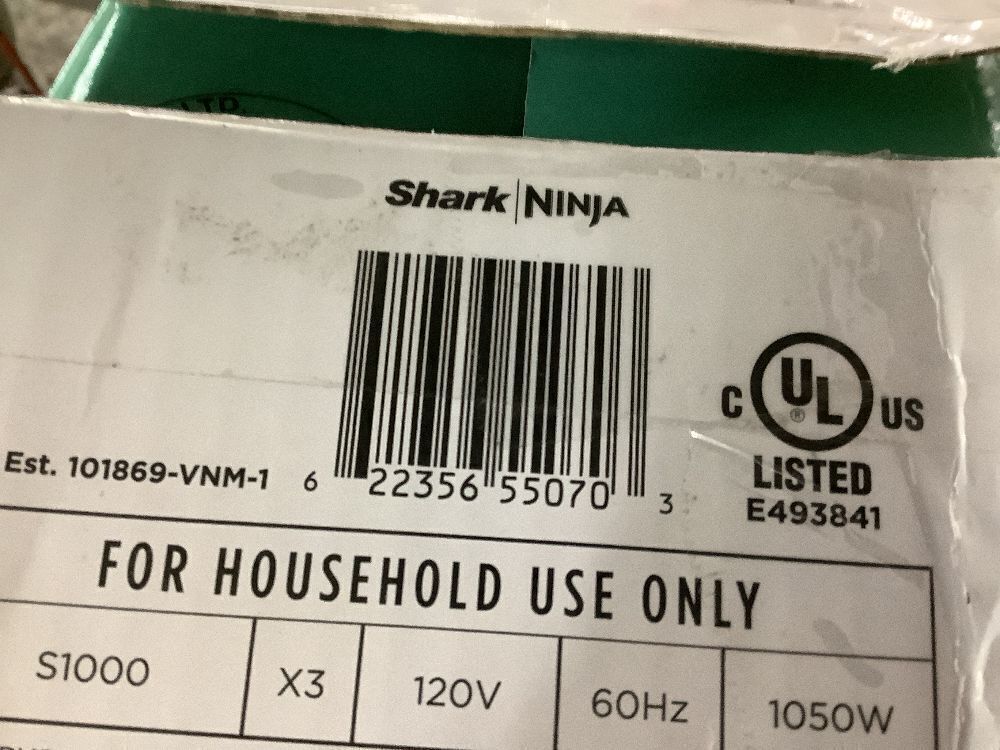 LTD.
Shark | NINJA
C UL ® US
LISTED
E493841
Est. 101869-VNM-1
6 22356 55070 3
FOR HOUSEHOLD USE ONLY
S1000 X3 120V 60Hz 1050W